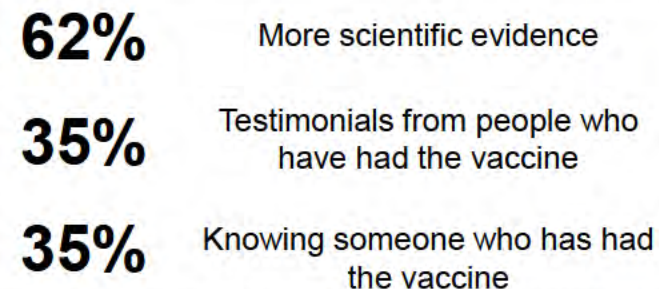 62% More scientific evidence
35% Testimonials from people who
have had the vaccine
35% Knowing someone who has had
the vaccine